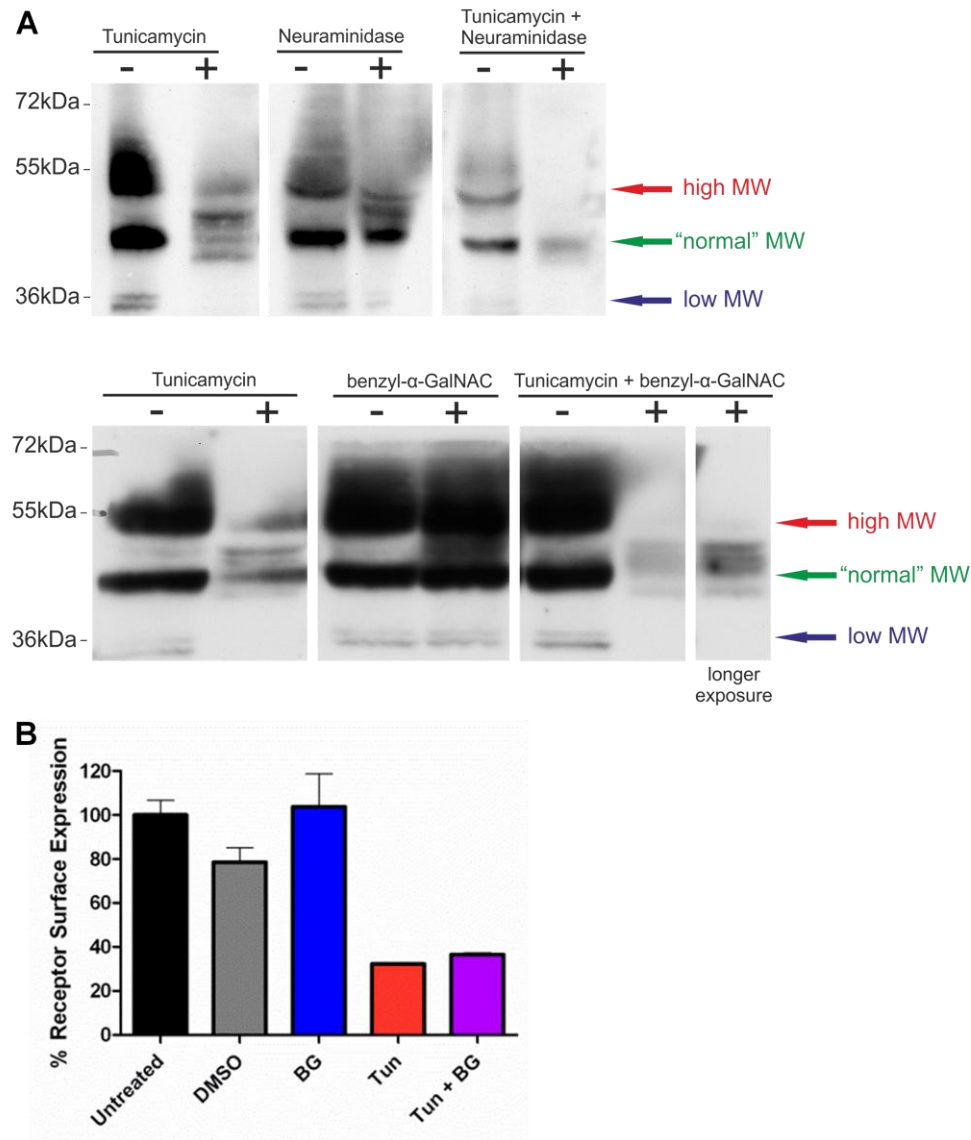 A
Tunicamycin
Neuraminidase
Tunicamycin +
Neuraminidase
- + - + - +
72kDa
55kDa
36kDa
high MW
“normal” MW
low MW
Tunicamycin
benzyl-α-GalNAC
Tunicamycin + benzyl-α-GalNAC
- + - + - + +
72kDa
55kDa
36kDa
high MW
“normal” MW
low MW
longer
exposure
B
% Receptor Surface Expression
120
100
80
60
40
20
0
Untreated
DMSO
BG
Tun
Tun + BG